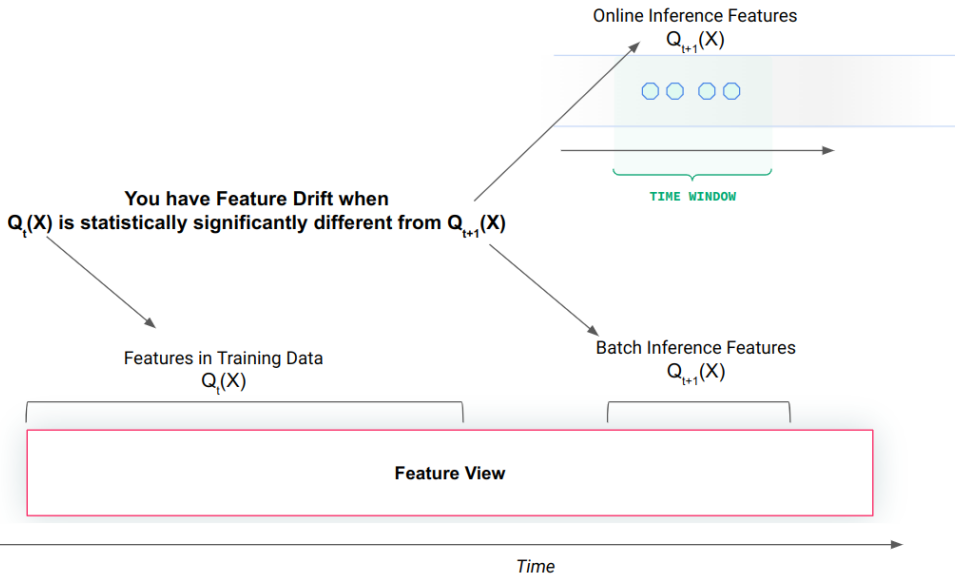 Online Inference Features
Qₜ₊₁(X)
TIME WINDOW
You have Feature Drift when
Qₜ(X) is statistically significantly different from Qₜ₊₁(X)
Features in Training Data
Qₜ(X)
Batch Inference Features
Qₜ₊₁(X)
Feature View
Time